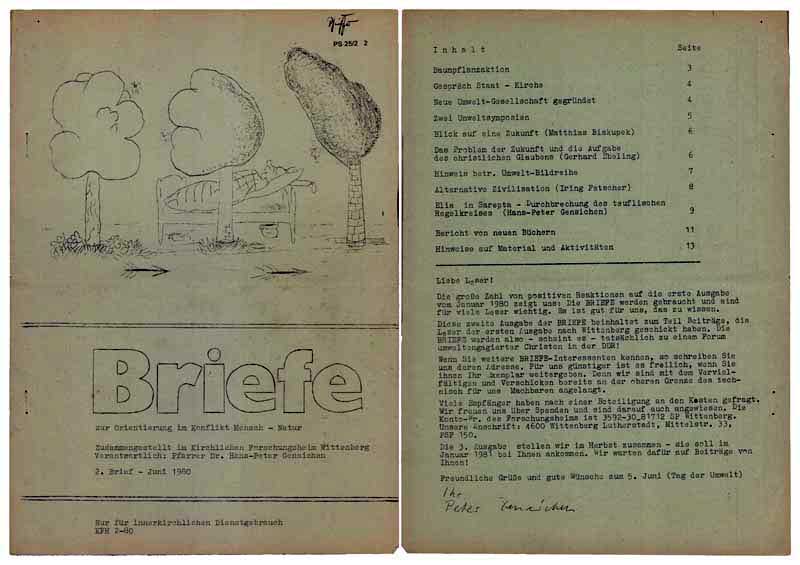 PS 25/2 2
Briefe
zur Orientierung im Konflikt Mensch - Natur
Zusammengestellt im Kirchlichen Forschungsheim Wittenberg
Verantwortlich: Pfarrer Dr. Hans-Peter Gensichen
2. Brief - Juni 1980
Nur für innerkirchlichen Dienstgebrauch
KFH 2-80
Inhalt Seite
Baumpflanzaktion 3
Gespräch Staat - Kirche 4
Neue Umwelt-Gesellschaft gegründet 4
Zwei Umweltsymposien 5
Blick auf eine Zukunft (Matthias Biskupek) 6
Das Problem der Zukunft und die Aufgabe
des christlichen Glaubens (Gerhard Ebeling) 6
Hinweis betr. Umwelt-Bildreihe 7
Alternative Zivilisation (Iring Fetscher) 8
Elia in Sarepta - Durchbrechung des teuflischen
Regelkreises (Hans-Peter Gensichen) 9
Bericht von neuen Büchern 11
Hinweise auf Material und Aktivitäten 13
Liebe Leser!
Die große Zahl von positiven Reaktionen auf die erste Ausgabe
vom Januar 1980 zeigt uns: Die BRIEFE werden gebraucht und sind
für viele Leser wichtig. Es ist gut für uns, das zu wissen.
Diese zweite Ausgabe der BRIEFE beinhaltet zum Teil Beiträge, die
Leser der ersten Ausgabe nach Wittenberg geschickt haben. Die
BRIEFE werden also - scheint es - tatsächlich zu einem Forum
umweltengagierter Christen in der DDR!
Wenn Sie weitere BRIEFE-Interessenten kennen, so schreiben Sie
uns deren Adresse. Für uns günstiger ist es freilich, wenn Sie
ihnen Ihr Exemplar weitergeben. Denn wir sind mit dem Verviel-
fältigen und Verschicken bereits an der oberen Grenze des tech-
nisch für uns Machbaren angelangt.
Viele Empfänger haben nach einer Beteiligung an den Kosten gefragt.
Wir freuen uns über Spenden und sind darauf auch angewiesen. Die
Konto-Nr. des Forschungsheims ist 3592-30-81712 SP Wittenberg.
Unsere Anschrift: 4600 Wittenberg Lutherstadt, Mittelstr. 33,
PSF 150.
Die 3. Ausgabe stellen wir im Herbst zusammen - sie soll im
Januar 1981 bei Ihnen ankommen. Wir warten dafür auf Beiträge von
Ihnen!
Freundliche Grüße und gute Wünsche zum 5. Juni (Tag der Umwelt)
Ihr
Peter Gensichen